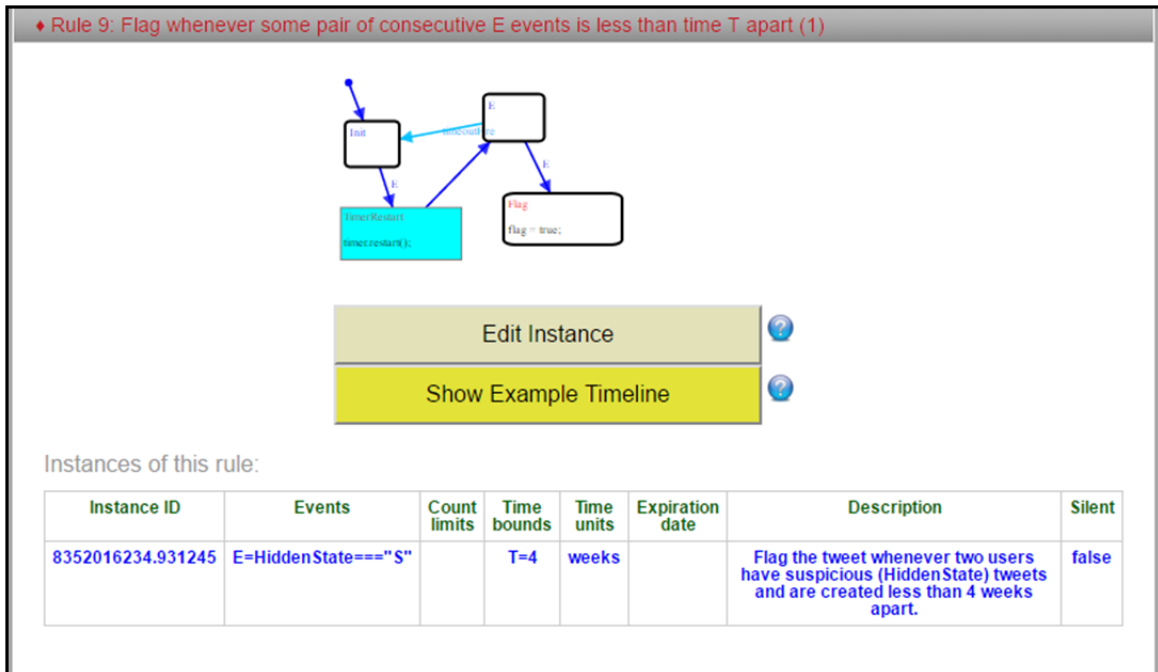 ♦ Rule 9: Flag whenever some pair of consecutive E events is less than time T apart (1)
E
Init
timeoutFire
E
E
TimerRestart
timer.restart();
Flag
flag = true;
Edit Instance
?
Show Example Timeline
?
Instances of this rule:
Instance ID Events Count limits Time bounds Time units Expiration date Description Silent
8352016234.931245 E=HiddenState==="S" T=4 weeks Flag the tweet whenever two users false
have suspicious (HiddenState) tweets
and are created less than 4 weeks
apart.